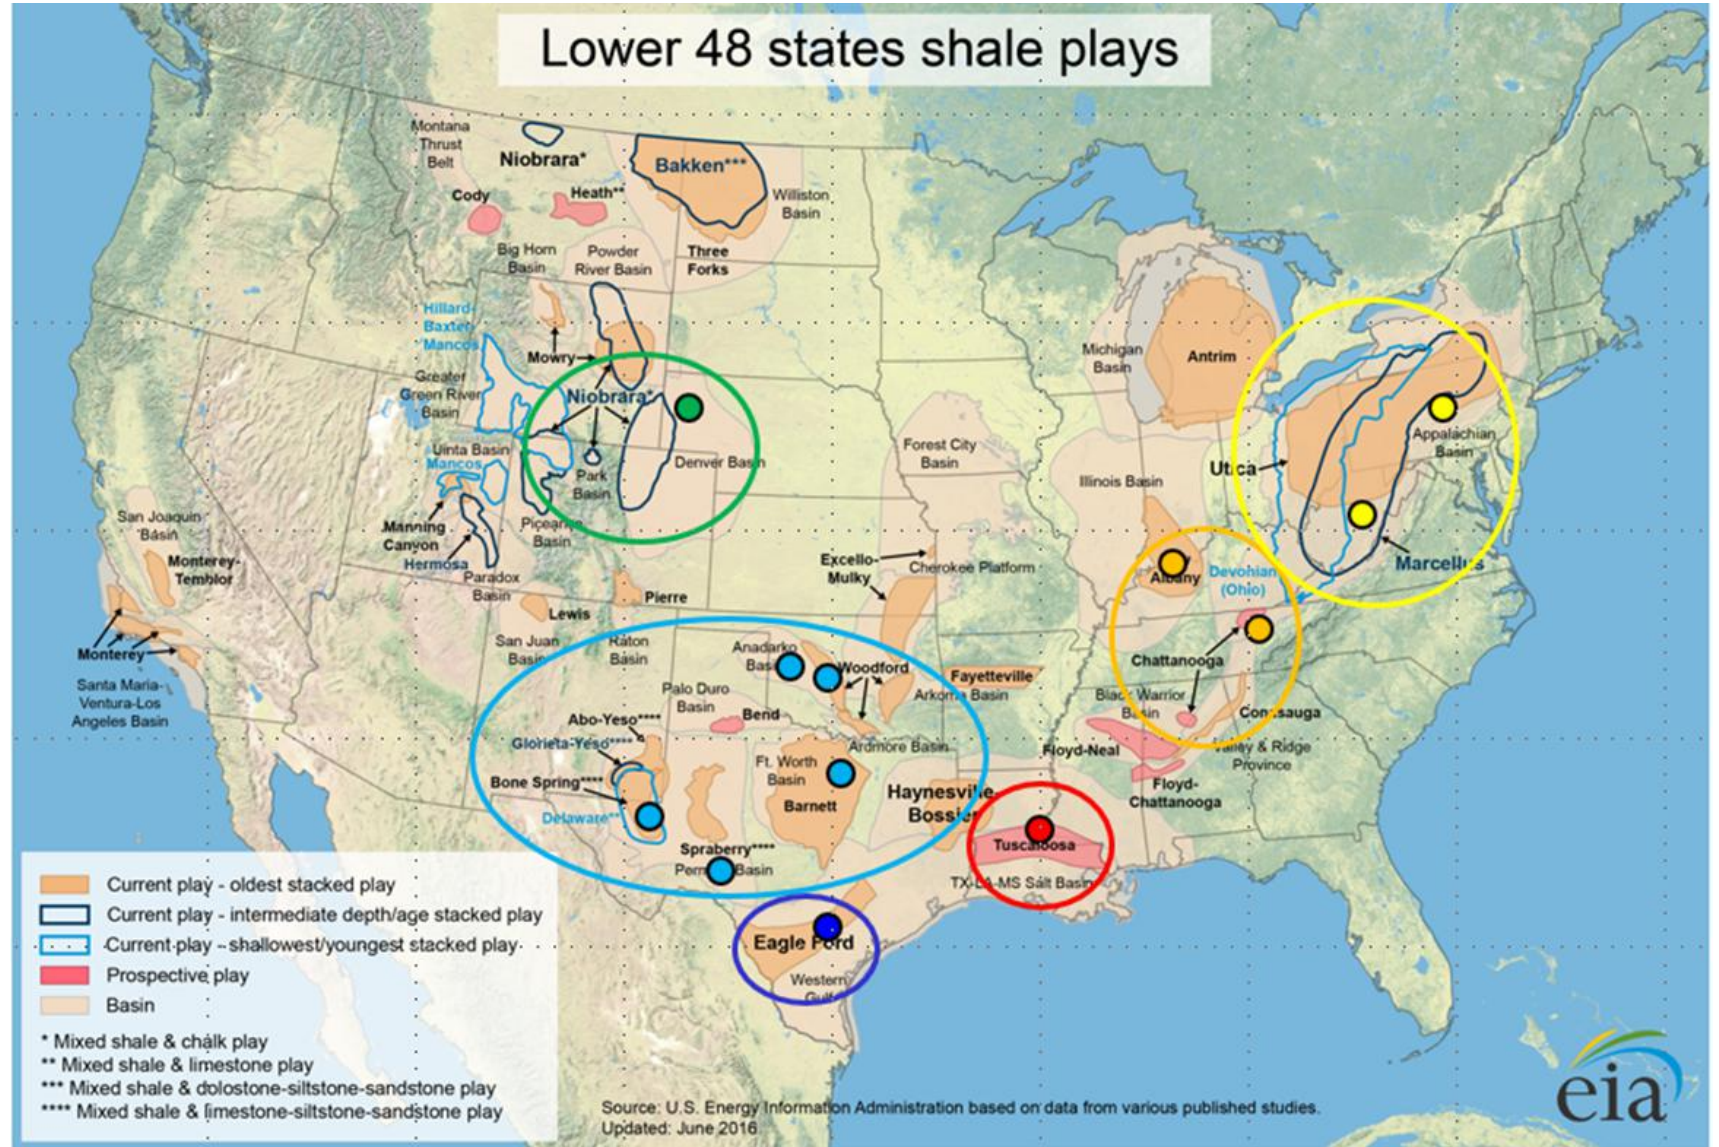 Lower 48 states shale plays
Montana
Thrust
Belt
Niobrara*
Bakken***
Cody
Heath**
Williston
Basin
Big Horn
Basin
Powder
River Basin
Three
Forks
Hillard-
Baxter-
Mancos
Mowry
Greater
Green River
Basin
Niobrara*
Michigan
Basin
Antrim
Uinta Basin
Mancos
Park
Basin
Denver Basin
Forest City
Basin
Illinois Basin
Utica
Appalachian
Basin
San Joaquin
Basin
Manning
Canyon
Piceance
Basin
Hermosa
Paradox
Basin
Monterey-
Temblor
Excello-
Mulky
Cherokee Platform
Albany
Devonian
(Ohio)
Marcellus
Pierre
Lewis
San Juan
Basin
Raton
Basin
Monterey
Santa Maria-
Ventura-Los
Angeles Basin
Anadarko
Basin
Woodford
Fayetteville
Arkoma Basin
Chattanooga
Palo Duro
Basin
Bend
Black Warrior
Basin
Conasauga
Abo-Yeso****
Glorieta-Yeso****
Ardmore Basin
Floyd-Neal
Valley & Ridge
Province
Bone Spring****
Ft. Worth
Basin
Barnett
Haynesville
Bossier
Floyd-
Chattanooga
Delaware**
Spraberry****
Permian Basin
Tuscaloosa
TX-LA-MS Salt Basin
Eagle Ford
Western
Gulf
Current play - oldest stacked play
Current play - intermediate depth/age stacked play
Current play - shallowest/youngest stacked play
Prospective play
Basin
* Mixed shale & chalk play
** Mixed shale & limestone play
*** Mixed shale & dolostone-siltstone-sandstone play
**** Mixed shale & limestone-siltstone-sandstone play
Source: U.S. Energy Information Administration based on data from various published studies.
Updated: June 2016
eia